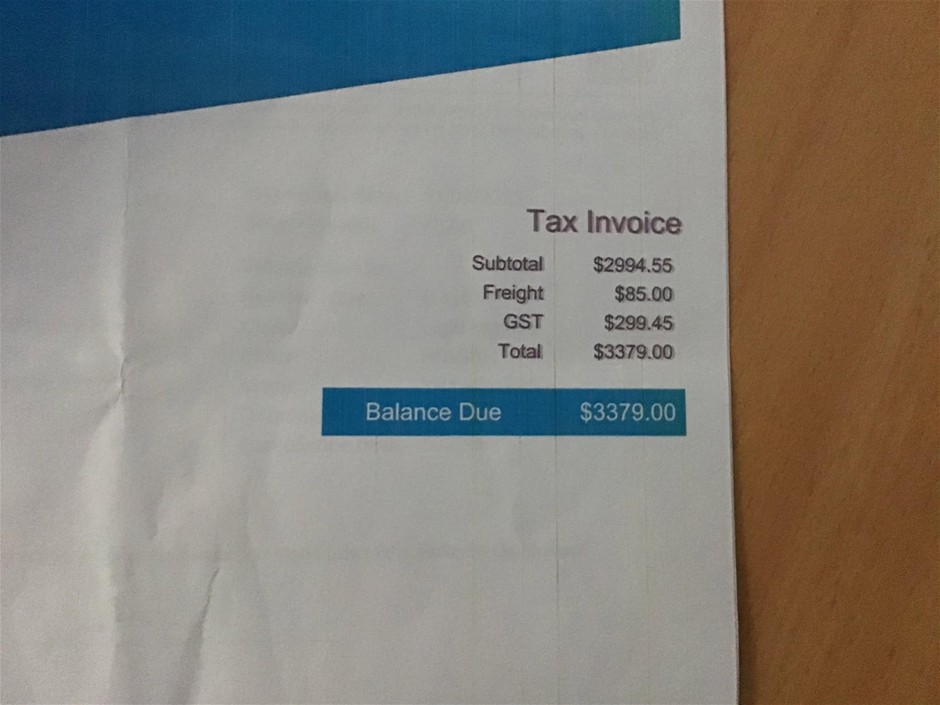 Tax Invoice
Subtotal $2994.55
Freight $85.00
GST $299.45
Total $3379.00
Balance Due $3379.00